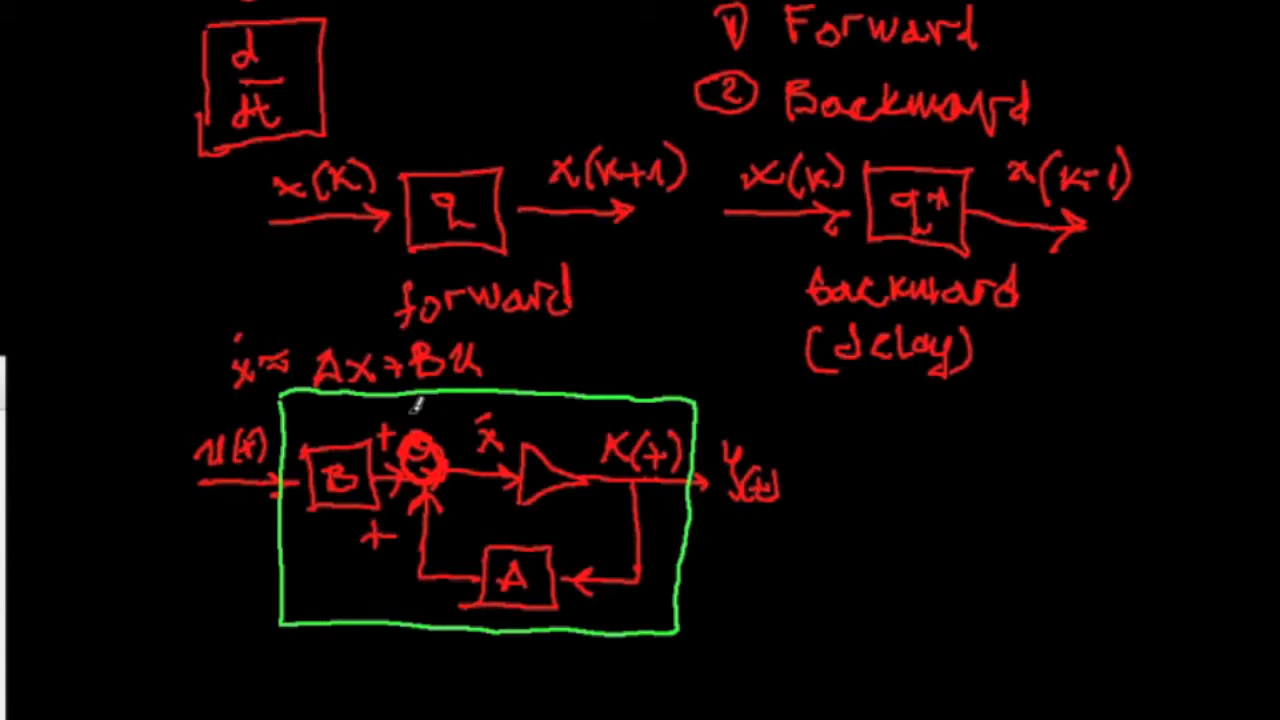 1) Forward
d
dt
2 Backward
x(k) q x(k+1)
x(k) q⁻¹ x(k-1)
forward
Backward
(delay)
ẋ = Ax+Bu
u(t) B + ẋ x(t) y(t)
+
A